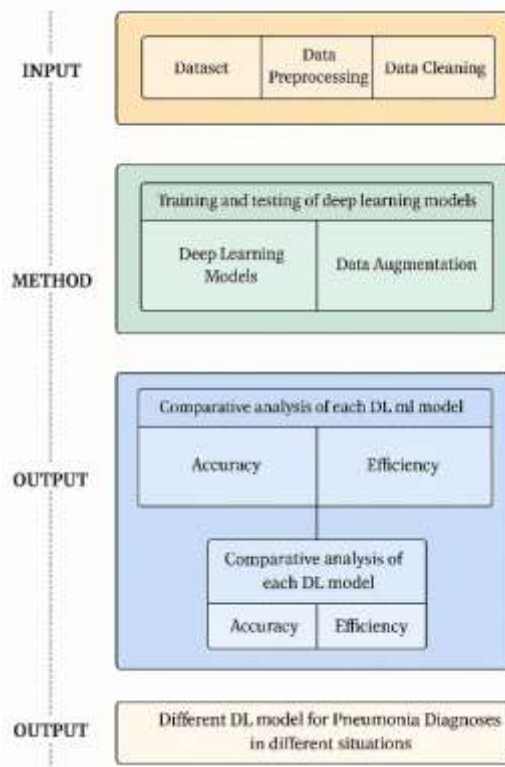 INPUT
Dataset
Data
Preprocessing
Data Cleaning
METHOD
Training and testing of deep learning models
Deep Learning
Models
Data Augmentation
OUTPUT
Comparative analysis of each DL ml model
Accuracy
Efficiency
Comparative analysis of
each DL model
Accuracy
Efficiency
OUTPUT
Different DL model for Pneumonia Diagnoses
in different situations